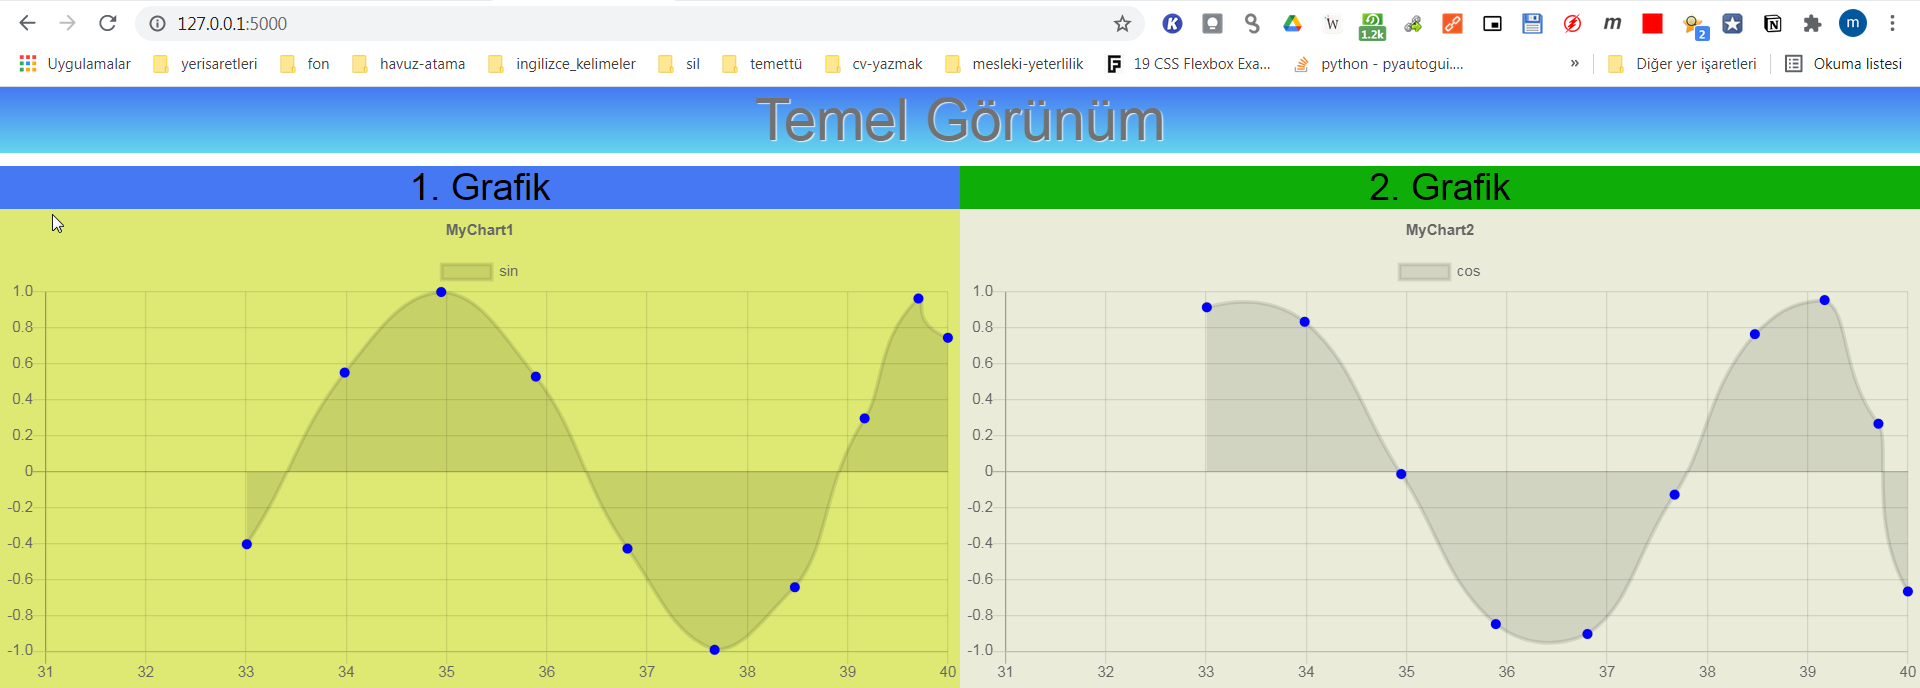 127.0.0.1:5000
1.2k
W
m
2
m
Uygulamalar yerisaretleri fon havuz-atama ingilizce_kelimeler sil temettü cv-yazmak mesleki-yeterlilik 19 CSS Flexbox Exa... python - pyautogui.... » Diğer yer işaretleri Okuma listesi
Temel Görünüm
1. Grafik
MyChart1
sin
1.0
0.8
0.6
0.4
0.2
0
-0.2
-0.4
-0.6
-0.8
-1.0
31 32 33 34 35 36 37 38 39 40
2. Grafik
MyChart2
cos
1.0
0.8
0.6
0.4
0.2
0
-0.2
-0.4
-0.6
-0.8
-1.0
31 32 33 34 35 36 37 38 39 40